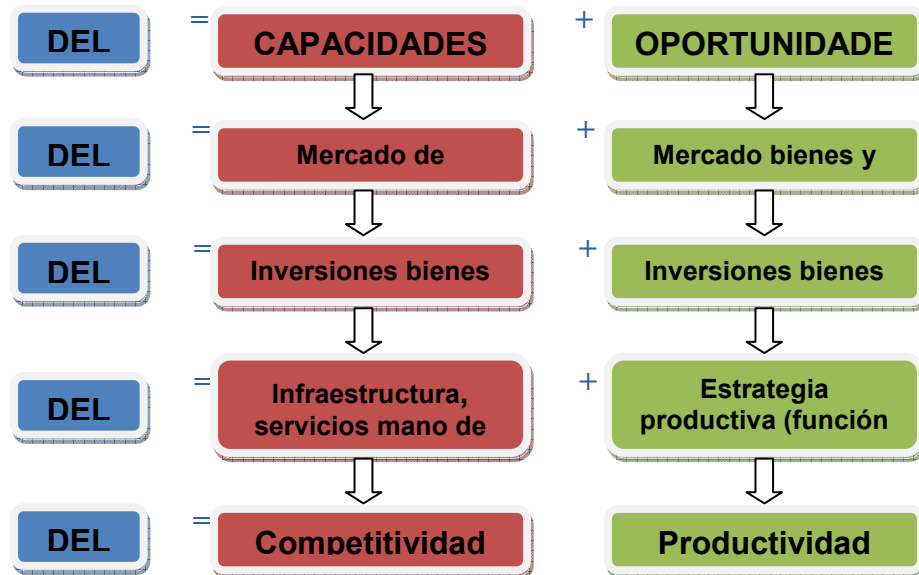 DEL = CAPACIDADES + OPORTUNIDADE
DEL = Mercado de + Mercado bienes y
DEL = Inversiones bienes + Inversiones bienes
DEL = Infraestructura, + Estrategia
servicios mano de productiva (función
DEL = Competitividad Productividad